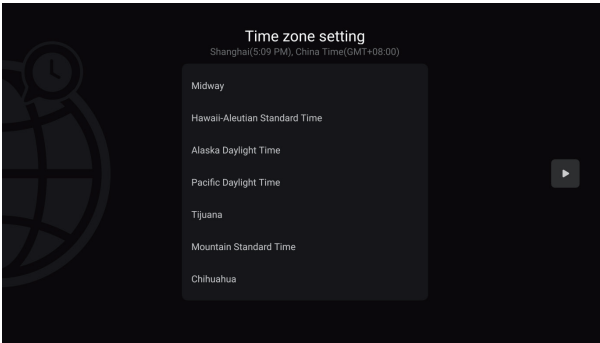 Time zone setting
Shanghai(5:09 PM), China Time(GMT+08:00)
Midway
Hawaii-Aleutian Standard Time
Alaska Daylight Time
Pacific Daylight Time
Tijuana
Mountain Standard Time
Chihuahua